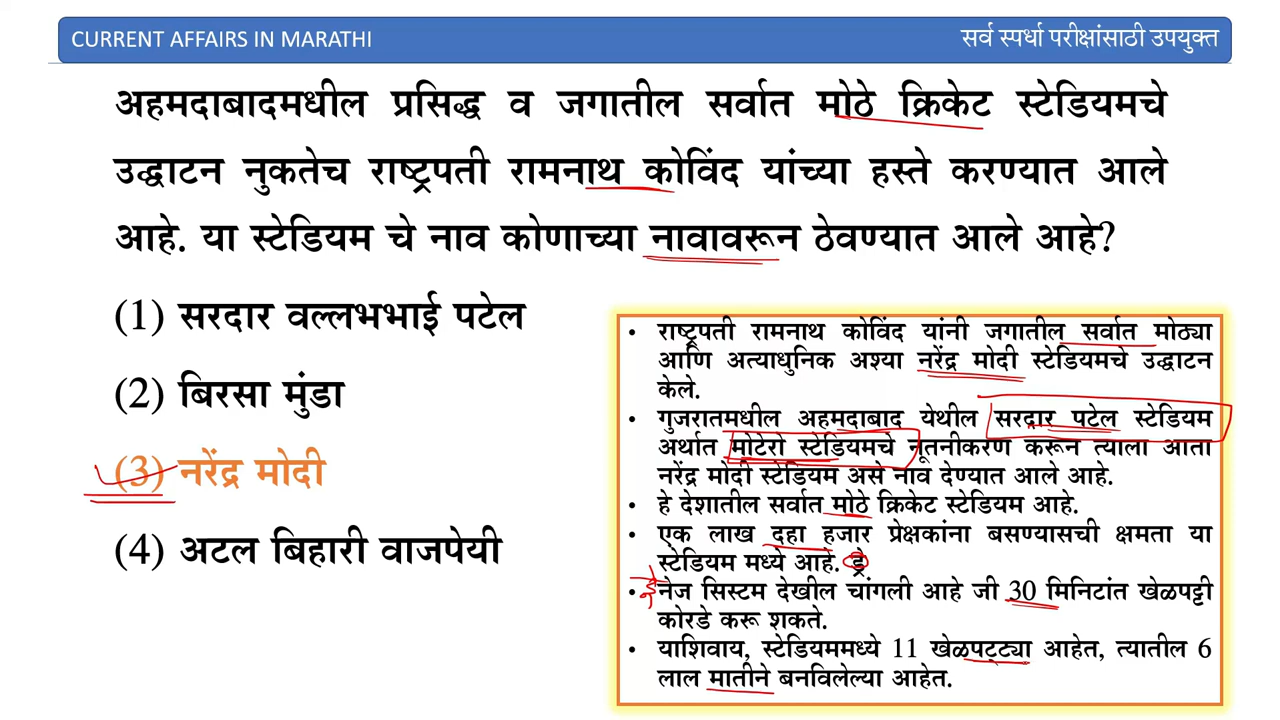 CURRENT AFFAIRS IN MARATHI
सर्व स्पर्धा परीक्षांसाठी उपयुक्त
अहमदाबादमधील प्रसिद्ध व जगातील सर्वात मोठे क्रिकेट स्टेडियमचे
उद्घाटन नुकतेच राष्ट्रपती रामनाथ कोविंद यांच्या हस्ते करण्यात आले
आहे. या स्टेडियम चे नाव कोणाच्या नावावरून ठेवण्यात आले आहे?
(1) सरदार वल्लभभाई पटेल
(2) बिरसा मुंडा
(3) नरेंद्र मोदी
(4) अटल बिहारी वाजपेयी
• राष्ट्रपती रामनाथ कोविंद यांनी जगातील सर्वात मोठ्या
आणि अत्याधुनिक अश्या नरेंद्र मोदी स्टेडियमचे उद्घाटन
केले.
• गुजरातमधील अहमदाबाद येथील सरदार पटेल स्टेडियम
अर्थात मोटेरो स्टेडियमचे नूतनीकरण करून त्याला आता
नरेंद्र मोदी स्टेडियम असे नाव देण्यात आले आहे.
• हे देशातील सर्वात मोठे क्रिकेट स्टेडियम आहे.
• एक लाख दहा हजार प्रेक्षकांना बसण्यासची क्षमता या
स्टेडियम मध्ये आहे. ड्रे
• नेज सिस्टम देखील चांगली आहे जी 30 मिनिटांत खेळपट्टी
कोरडे करू शकते.
• याशिवाय, स्टेडियममध्ये 11 खेळपट्ट्या आहेत, त्यातील 6
लाल मातीने बनविलेल्या आहेत.